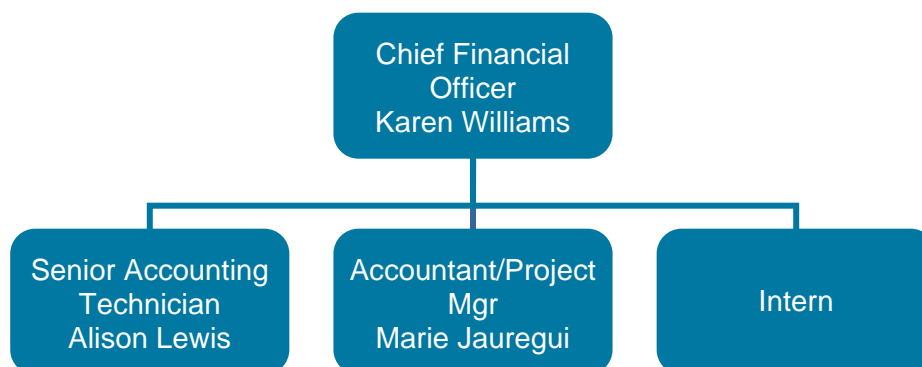 Chief Financial
Officer
Karen Williams
Senior Accounting
Technician
Alison Lewis
Accountant/Project
Mgr
Marie Jauregui
Intern